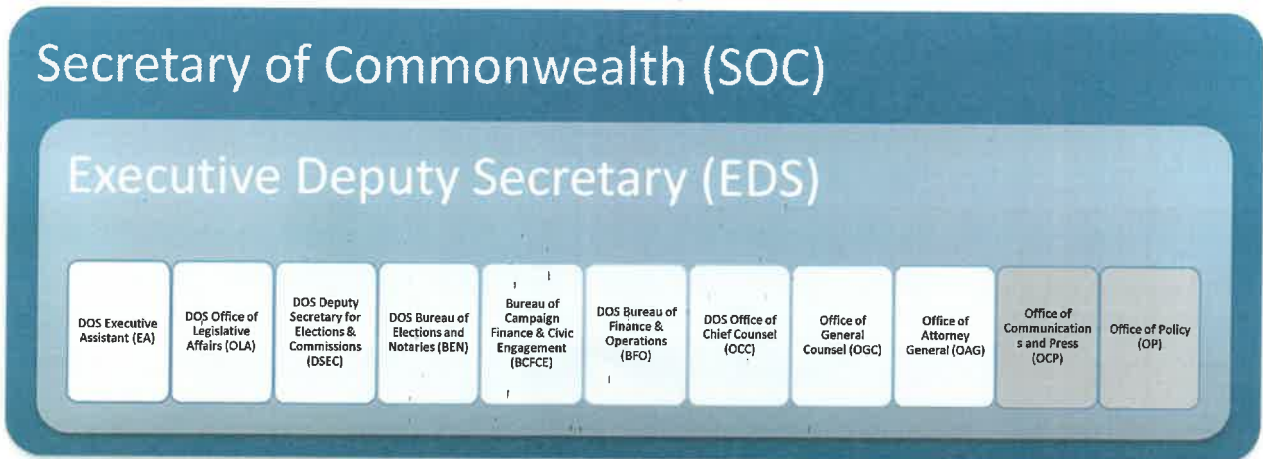 Secretary of Commonwealth (SOC)
Executive Deputy Secretary (EDS)
DOS Executive
Assistant (EA)
DOS Office of
Legislative
Affairs (OLA)
DOS Deputy
Secretary for
Elections &
Commissions
(DSEC)
DOS Bureau of
Elections and
Notaries (BEN)
Bureau of
Campaign
Finance & Civic
Engagement
(BCFCE)
DOS Bureau of
Finance &
Operations
(BFO)
DOS Office of
Chief Counsel
(OCC)
Office of
General
Counsel (OGC)
Office of
Attorney
General (OAG)
Office of
Communication
s and Press
(OCP)
Office of Policy
(OP)